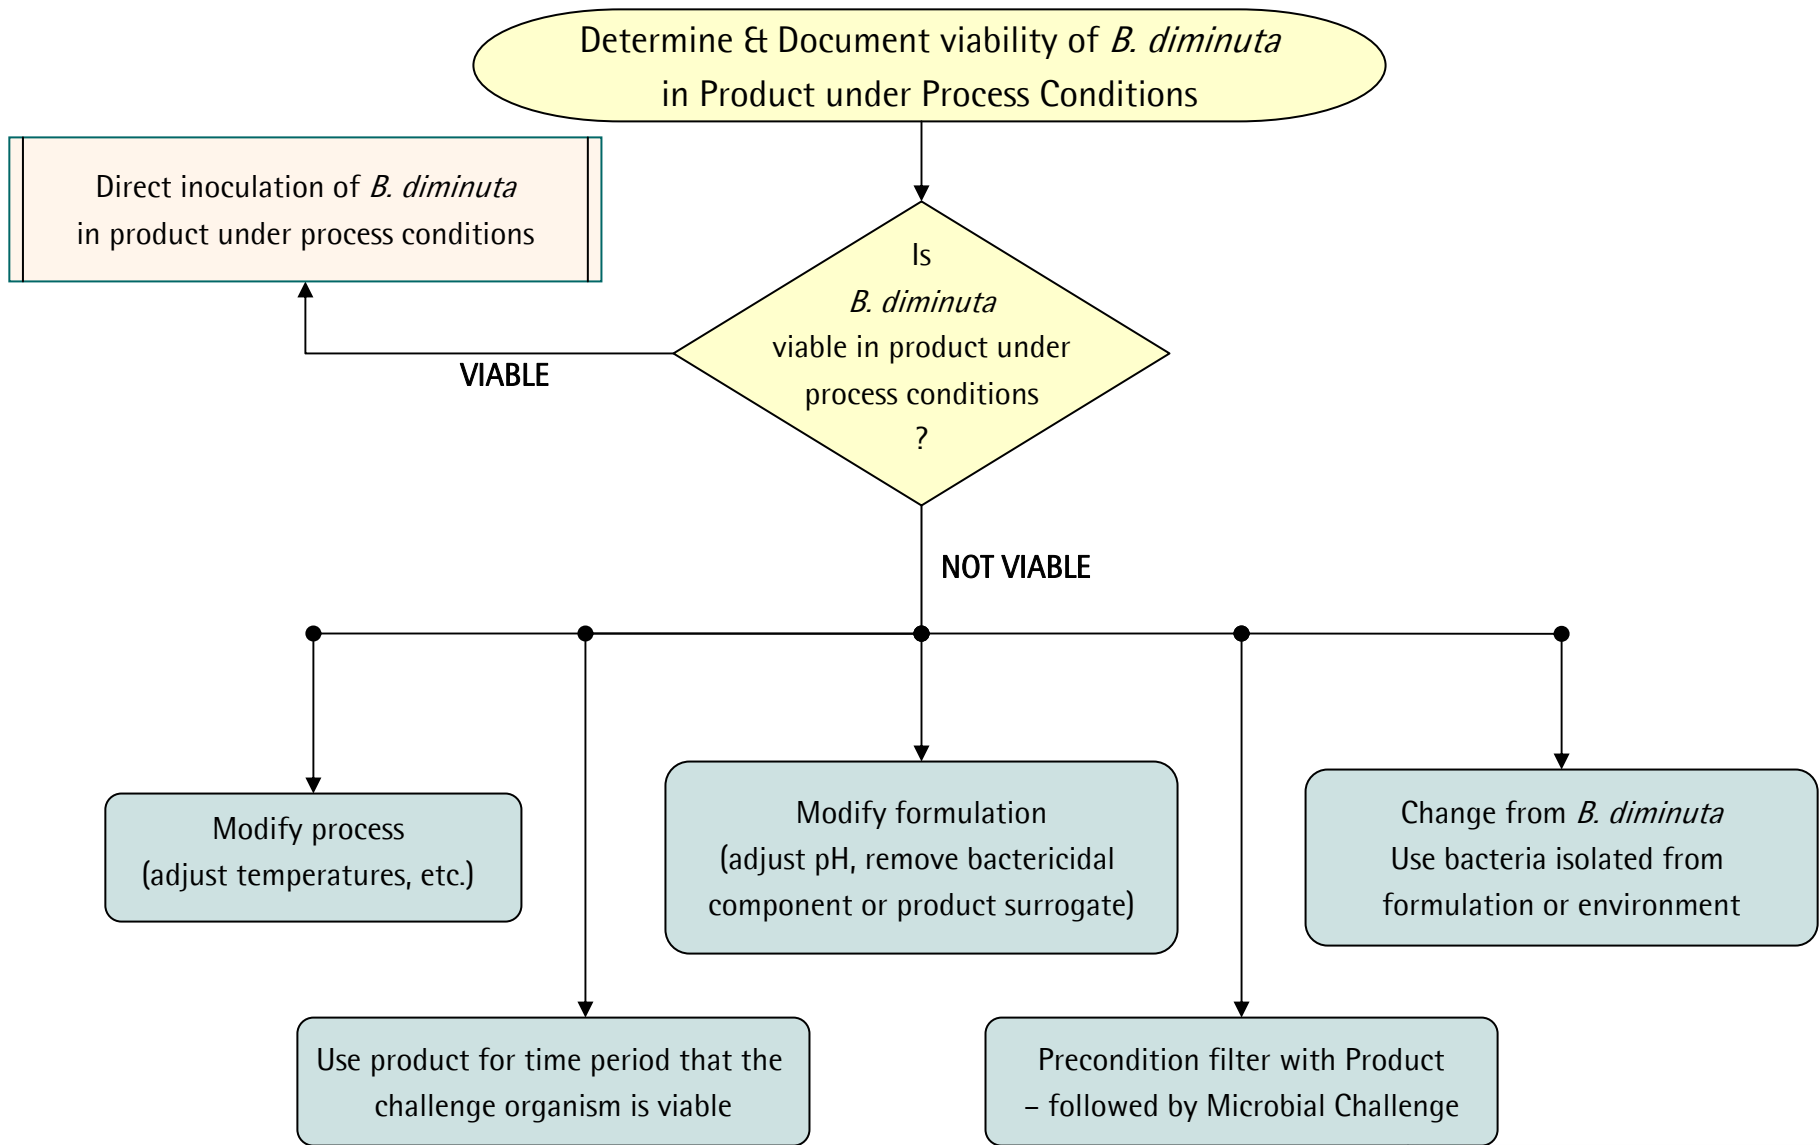 Determine & Document viability of B. diminuta
in Product under Process Conditions
Direct inoculation of B. diminuta
in product under process conditions
Is
B. diminuta
viable in product under
process conditions
?
VIABLE
NOT VIABLE
Modify process
(adjust temperatures, etc.)
Modify formulation
(adjust pH, remove bactericidal
component or product surrogate)
Change from B. diminuta
Use bacteria isolated from
formulation or environment
Use product for time period that the
challenge organism is viable
Precondition filter with Product
– followed by Microbial Challenge